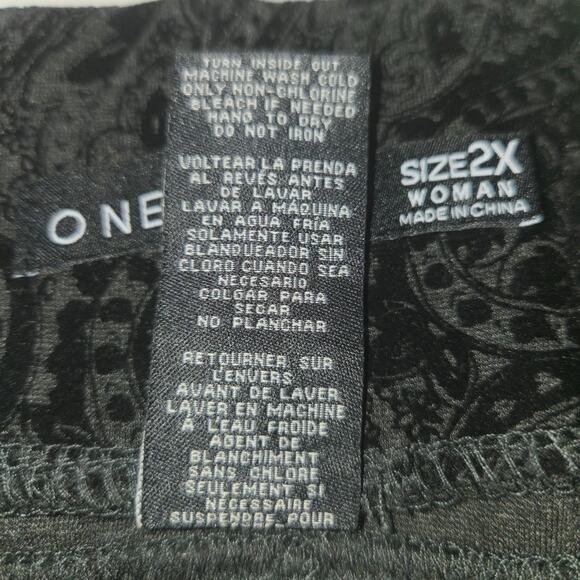 TURN INSIDE OUT
MACHINE WASH COLD
ONLY NON-CHLORINE
BLEACH IF NEEDED
HANG TO DRY
DO NOT IRON
VOLTEAR LA PRENDA
AL REVES ANTES
DE LAVAR
LAVAR A MÁQUINA
EN AGUA FRÍA
SOLAMENTE USAR
BLANQUEADOR SIN
CLORO CUANDO SEA
NECESARIO
COLGAR PARA
SECAR
NO PLANCHAR
RETOURNER SUR
L'ENVERS
AVANT DE LAVER
LAVER EN MACHINE
À L'EAU FROIDE
AGENT DE
BLANCHIMENT
SANS CHLORE
SEULEMENT SI
NÉCESSAIRE
SUSPENDRE POUR
ONE
SIZE 2X
WOMAN
MADE IN CHINA